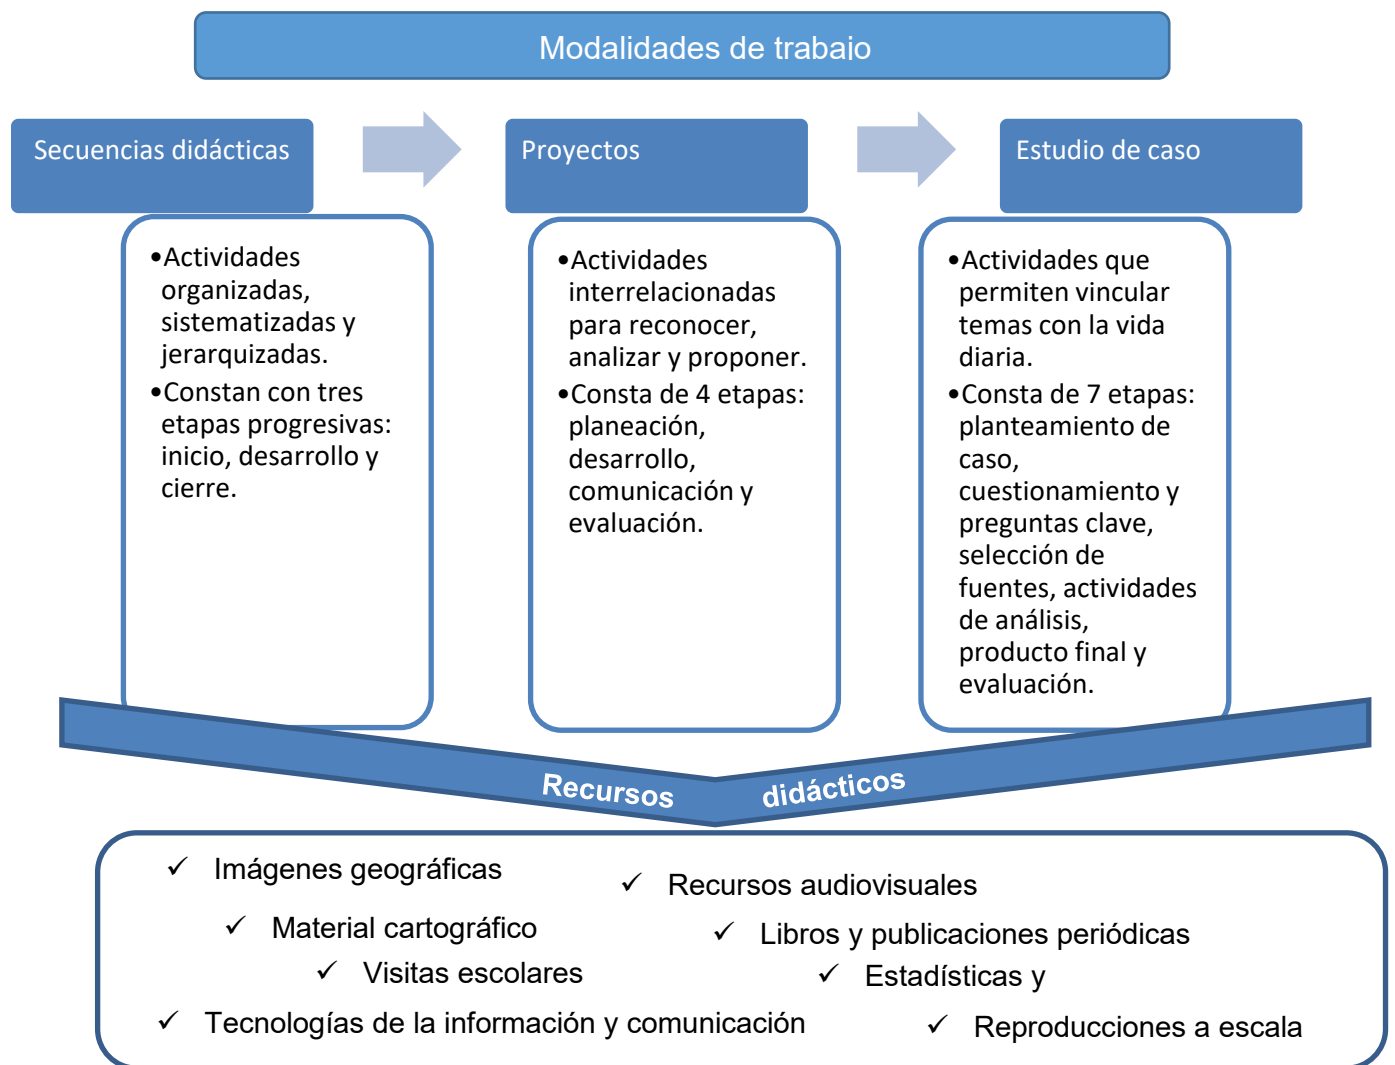 Modalidades de trabajo
Secuencias didácticas
Proyectos
Estudio de caso
•Actividades
organizadas,
sistematizadas y
jerarquizadas.
•Constan con tres
etapas progresivas:
inicio, desarrollo y
cierre.
•Actividades
interrelacionadas
para reconocer,
analizar y proponer.
•Consta de 4 etapas:
planeación,
desarrollo,
comunicación y
evaluación.
•Actividades que
permiten vincular
temas con la vida
diaria.
•Consta de 7 etapas:
planteamiento de
caso,
cuestionamiento y
preguntas clave,
selección de
fuentes, actividades
de análisis,
producto final y
evaluación.
Recursos didácticos
✓ Imágenes geográficas
✓ Recursos audiovisuales
✓ Material cartográfico
✓ Libros y publicaciones periódicas
✓ Visitas escolares
✓ Estadísticas y
✓ Tecnologías de la información y comunicación
✓ Reproducciones a escala